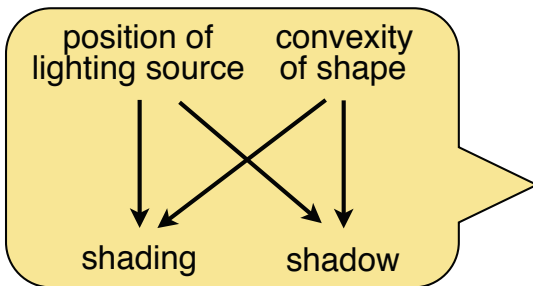 position of
lighting source
convexity
of shape
shading
shadow